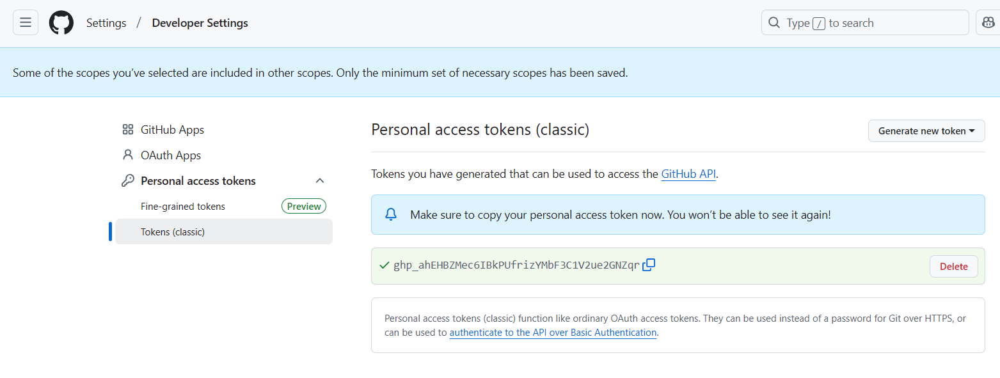 Settings / Developer Settings
Type / to search
Some of the scopes you’ve selected are included in other scopes. Only the minimum set of necessary scopes has been saved.
GitHub Apps
OAuth Apps
Personal access tokens
Fine-grained tokens Preview
Tokens (classic)
Personal access tokens (classic)
Generate new token
Tokens you have generated that can be used to access the GitHub API.
Make sure to copy your personal access token now. You won’t be able to see it again!
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
Delete
Personal access tokens (classic) function like ordinary OAuth access tokens. They can be used instead of a password for Git over HTTPS, or
can be used to authenticate to the API over Basic Authentication.